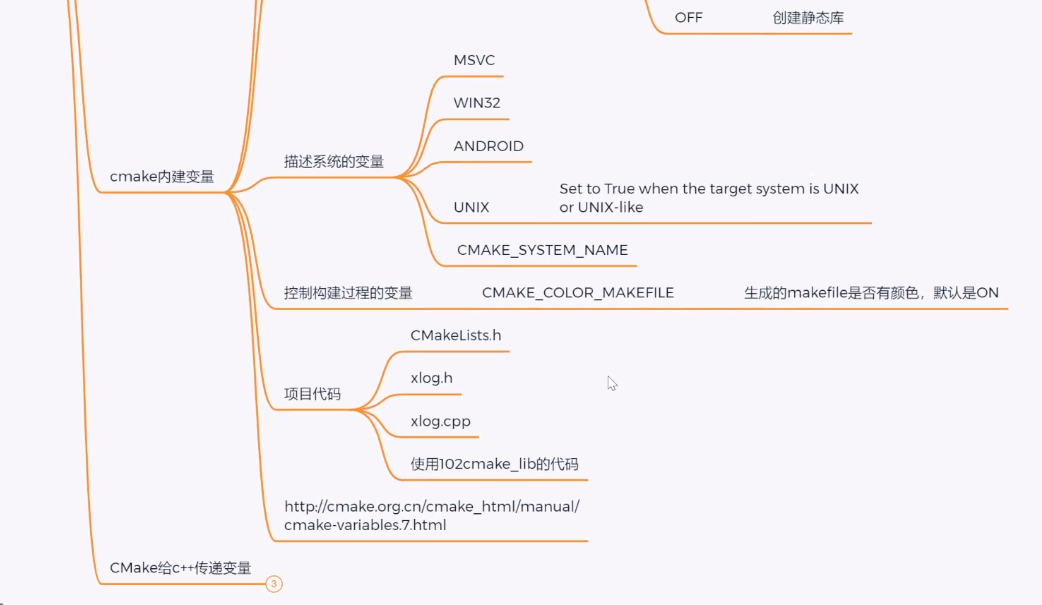 OFF 创建静态库
MSVC
WIN32
ANDROID
描述系统的变量
cmake内建变量
UNIX
Set to True when the target system is UNIX
or UNIX-like
CMAKE_SYSTEM_NAME
控制构建过程的变量 CMAKE_COLOR_MAKEFILE 生成的makefile是否有颜色，默认是ON
CMakeLists.h
xlog.h
项目代码
xlog.cpp
使用102cmake_lib的代码
http://cmake.org.cn/cmake_html/manual/
cmake-variables.7.html
CMake给c++传递变量 3